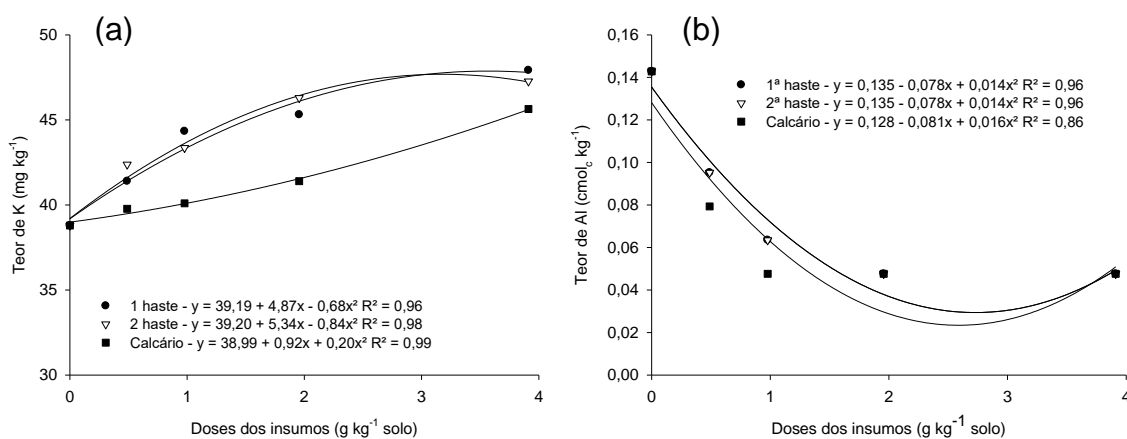 (a)
50
45
40
35
30
Teor de K (mg kg⁻¹)
1 haste - y = 39,19 + 4,87x - 0,68x² R² = 0,96
2 haste - y = 39,20 + 5,34x - 0,84x² R² = 0,98
Calcário - y = 38,99 + 0,92x + 0,20x² R² = 0,99
0 1 2 3 4
Doses dos insumos (g kg⁻¹ solo)
(b)
0,16
0,14
0,12
0,10
0,08
0,06
0,04
0,02
0,00
Teor de Al (cmolc kg⁻¹)
1ª haste - y = 0,135 - 0,078x + 0,014x² R² = 0,96
2ª haste - y = 0,135 - 0,078x + 0,014x² R² = 0,96
Calcário - y = 0,128 - 0,081x + 0,016x² R² = 0,86
0 1 2 3 4
Doses dos insumos (g kg⁻¹ solo)